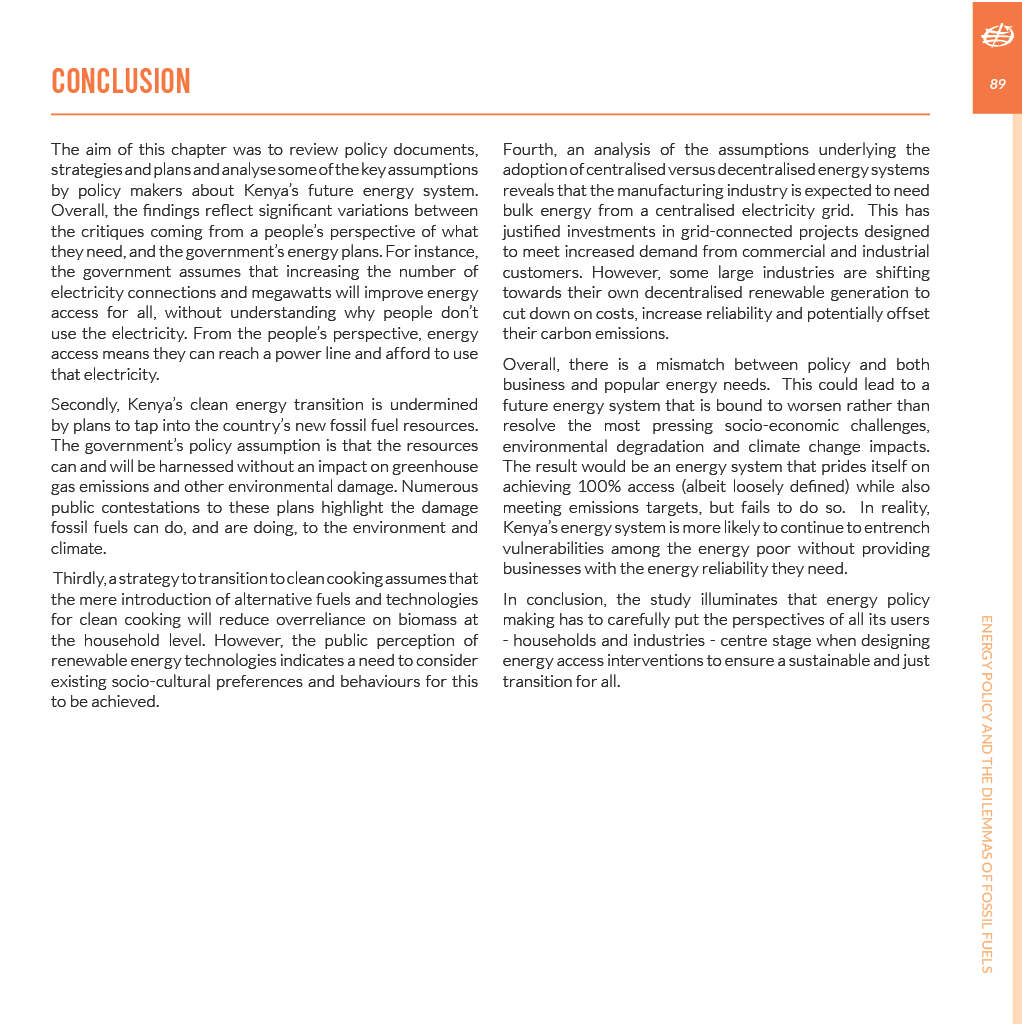 89
CONCLUSION
The aim of this chapter was to review policy documents,
strategies and plans and analyse some of the key assumptions
by policy makers about Kenya's future energy system.
Overall, the findings reflect significant variations between
the critiques coming from a people's perspective of what
they need, and the government's energy plans. For instance,
the government assumes that increasing the number of
electricity connections and megawatts will improve energy
access for all, without understanding why people don't
use the electricity. From the people's perspective, energy
access means they can reach a power line and afford to use
that electricity.
Secondly, Kenya's clean energy transition is undermined
by plans to tap into the country's new fossil fuel resources.
The government's policy assumption is that the resources
can and will be harnessed without an impact on greenhouse
gas emissions and other environmental damage. Numerous
public contestations to these plans highlight the damage
fossil fuels can do, and are doing, to the environment and
climate.
Thirdly, a strategy to transition to clean cooking assumes that
the mere introduction of alternative fuels and technologies
for clean cooking will reduce overreliance on biomass at
the household level. However, the public perception of
renewable energy technologies indicates a need to consider
existing socio-cultural preferences and behaviours for this
to be achieved.
Fourth, an analysis of the assumptions underlying the
adoption of centralised versus decentralised energy systems
reveals that the manufacturing industry is expected to need
bulk energy from a centralised electricity grid. This has
justified investments in grid-connected projects designed
to meet increased demand from commercial and industrial
customers. However, some large industries are shifting
towards their own decentralised renewable generation to
cut down on costs, increase reliability and potentially offset
their carbon emissions.
Overall, there is a mismatch between policy and both
business and popular energy needs. This could lead to a
future energy system that is bound to worsen rather than
resolve the most pressing socio-economic challenges,
environmental degradation and climate change impacts.
The result would be an energy system that prides itself on
achieving 100% access (albeit loosely defined) while also
meeting emissions targets, but fails to do so. In reality,
Kenya's energy system is more likely to continue to entrench
vulnerabilities among the energy poor without providing
businesses with the energy reliability they need.
In conclusion, the study illuminates that energy policy
making has to carefully put the perspectives of all its users
- households and industries - centre stage when designing
energy access interventions to ensure a sustainable and just
transition for all.
ENERGY POLICY AND THE DILEMMAS OF FOSSIL FUELS